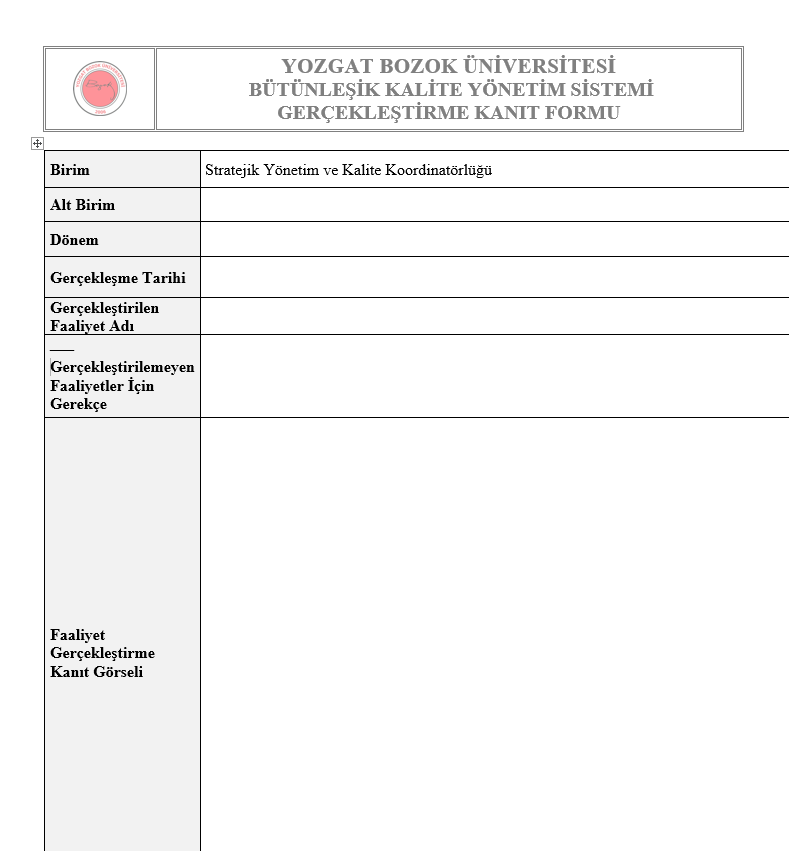 YOZGAT BOZOK ÜNİVERSİTESİ
BÜTÜNLEŞİK KALİTE YÖNETİM SİSTEMİ
GERÇEKLEŞTİRME KANIT FORMU
Birim
Stratejik Yönetim ve Kalite Koordinatörlüğü
Alt Birim
Dönem
Gerçekleşme Tarihi
Gerçekleştirilen
Faaliyet Adı
Gerçekleştirilemeyen
Faaliyetler İçin
Gerekçe
Faaliyet
Gerçekleştirme
Kanıt Görseli